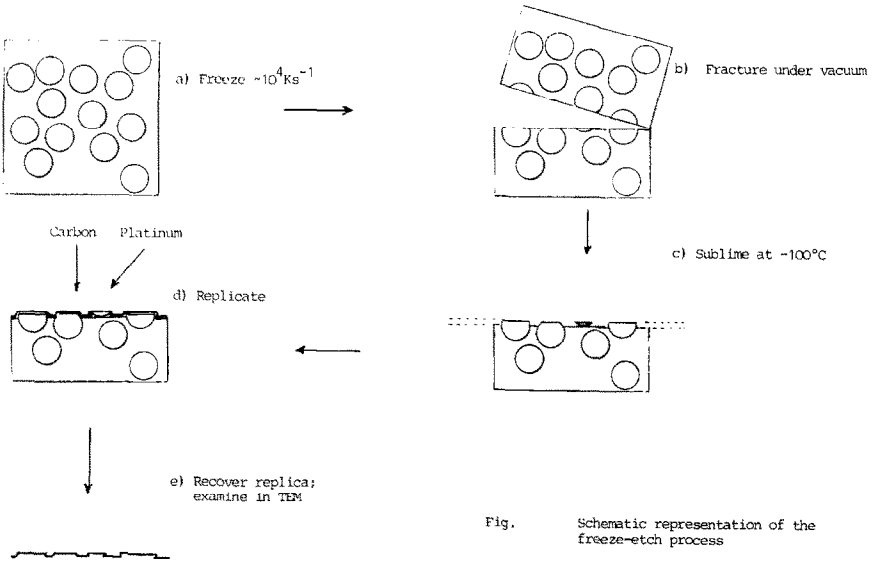 a) Freeze ~10⁴Ks⁻¹
b) Fracture under vacuum
c) Sublime at -100°C
Carbon Platinum
d) Replicate
e) Recover replica;
examine in TEM
Fig. Schematic representation of the
freeze-etch process